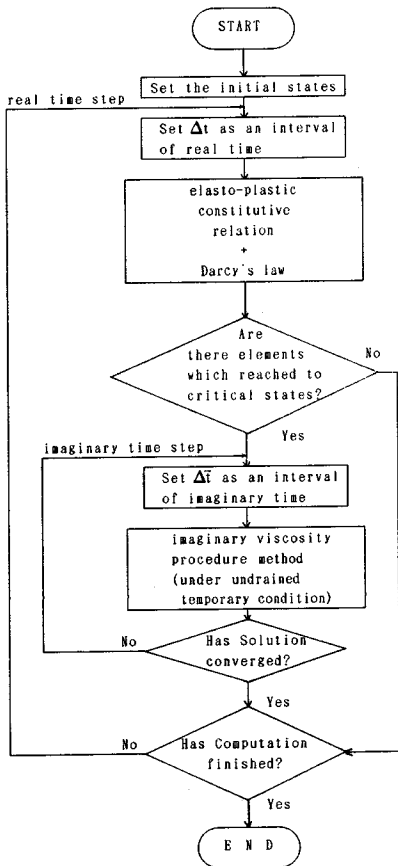 START
Set the initial states
real time step
Set Δt as an interval
of real time
elasto-plastic
constitutive
relation
+
Darcy's law
Are
there elements
which reached to
critical states?
No
Yes
imaginary time step
Set Δt̄ as an interval
of imaginary time
imaginary viscosity
procedure method
(under undrained
temporary condition)
No
Has Solution
converged?
Yes
No
Has Computation
finished?
Yes
E N D